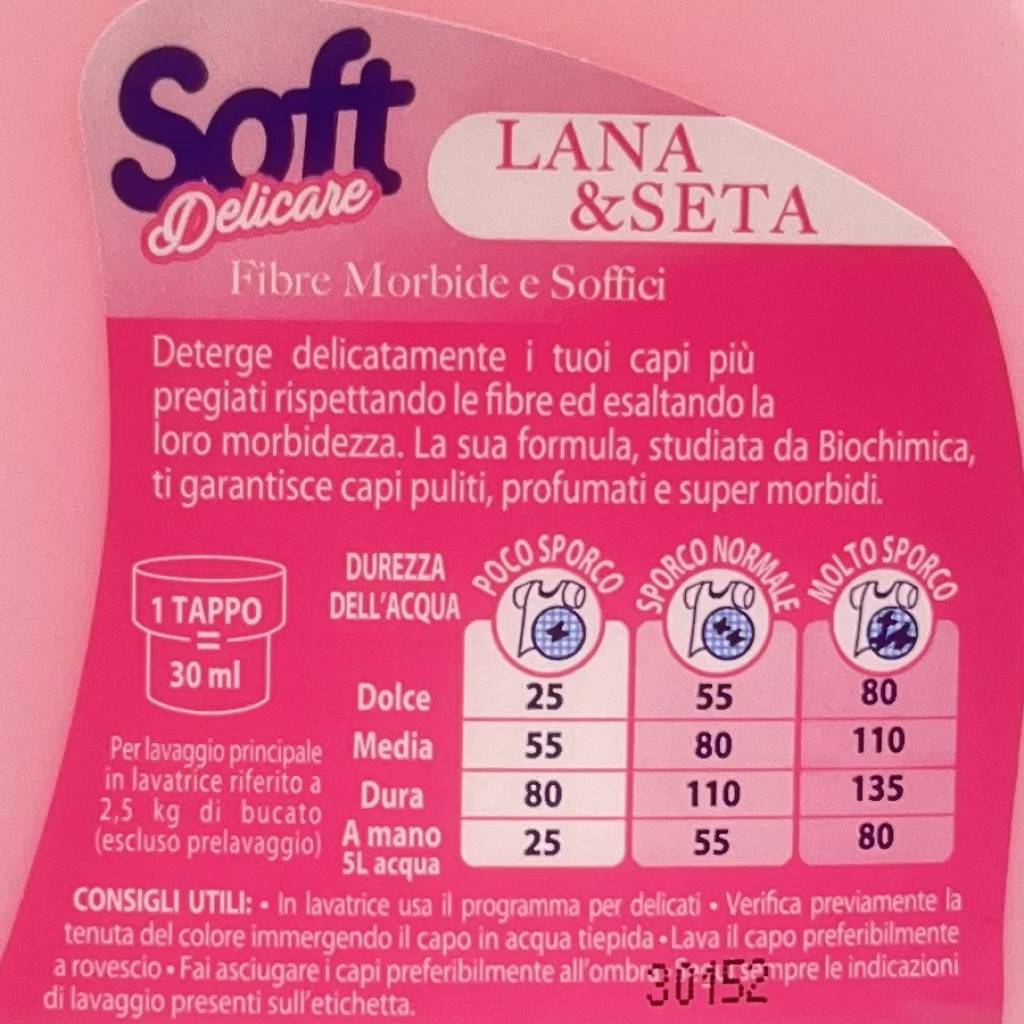 Soft
Delicare
LANA
&SETA
Fibre Morbide e Soffici
Deterge delicatamente i tuoi capi più
pregiati rispettando le fibre ed esaltando la
loro morbidezza. La sua formula, studiata da Biochimica,
ti garantisce capi puliti, profumati e super morbidi.
1 TAPPO
=
30 ml
Per lavaggio principale
in lavatrice riferito a
2,5 kg di bucato
(escluso prelavaggio)
DUREZZA
DELL'ACQUA
POCO SPORCO
SPORCO NORMALE
MOLTO SPORCO
Dolce 25 55 80
Media 55 80 110
Dura 80 110 135
A mano
5L acqua 25 55 80
CONSIGLI UTILI: • In lavatrice usa il programma per delicati • Verifica previamente la
tenuta del colore immergendo il capo in acqua tiepida • Lava il capo preferibilmente
a rovescio • Fai asciugare i capi preferibilmente all'ombra le indicazioni
di lavaggio presenti sull'etichetta.
30152